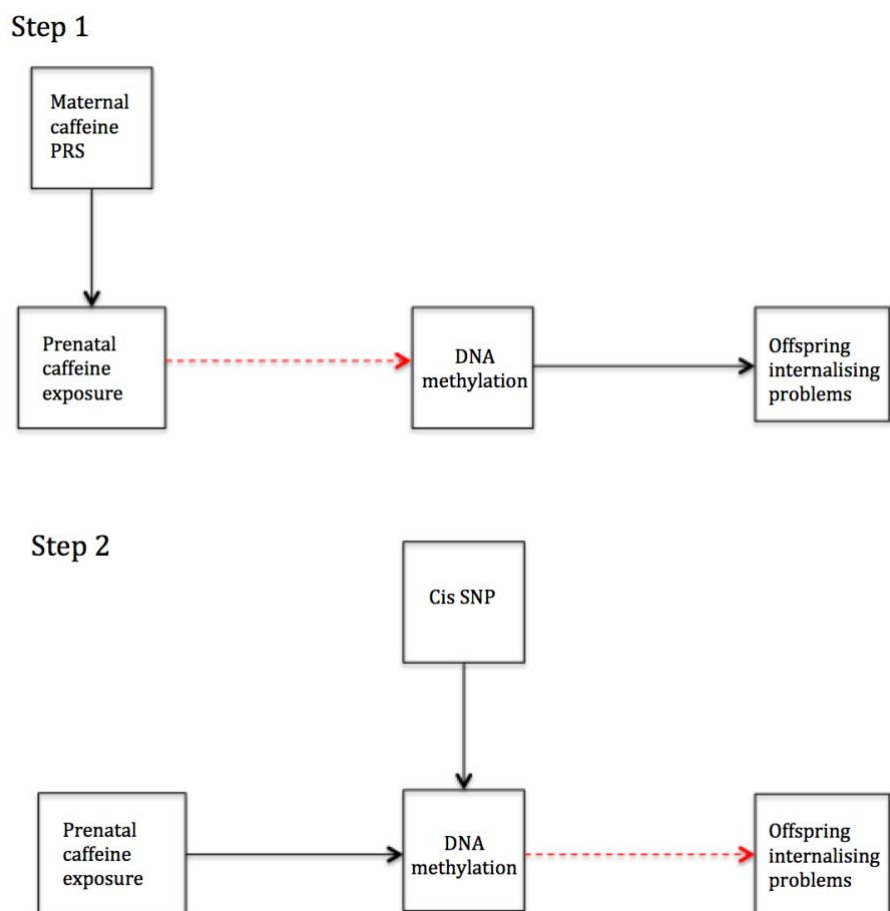 Step 1
Maternal
caffeine
PRS
Prenatal
caffeine
exposure
DNA
methylation
Offspring
internalising
problems
Step 2
Cis SNP
Prenatal
caffeine
exposure
DNA
methylation
Offspring
internalising
problems